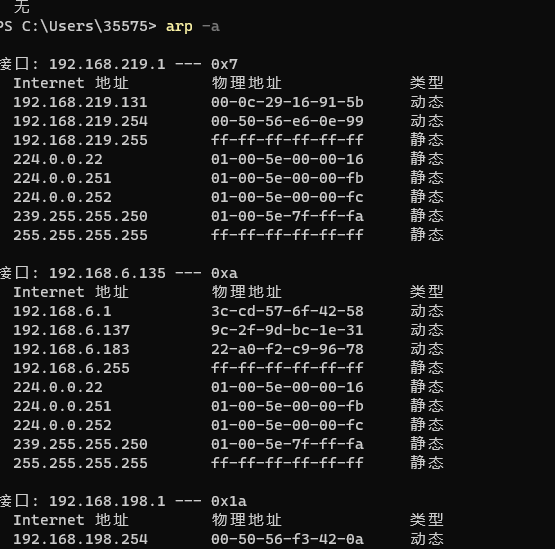 无
PS C:\Users\35575> arp -a
接口: 192.168.219.1 --- 0x7
Internet 地址 物理地址 类型
192.168.219.131 00-0c-29-16-91-5b 动态
192.168.219.254 00-50-56-e6-0e-99 动态
192.168.219.255 ff-ff-ff-ff-ff-ff 静态
224.0.0.22 01-00-5e-00-00-16 静态
224.0.0.251 01-00-5e-00-00-fb 静态
224.0.0.252 01-00-5e-00-00-fc 静态
239.255.255.250 01-00-5e-7f-ff-fa 静态
255.255.255.255 ff-ff-ff-ff-ff-ff 静态
接口: 192.168.6.135 --- 0xa
Internet 地址 物理地址 类型
192.168.6.1 3c-cd-57-6f-42-58 动态
192.168.6.137 9c-2f-9d-bc-1e-31 动态
192.168.6.183 22-a0-f2-c9-96-78 动态
192.168.6.255 ff-ff-ff-ff-ff-ff 静态
224.0.0.22 01-00-5e-00-00-16 静态
224.0.0.251 01-00-5e-00-00-fb 静态
224.0.0.252 01-00-5e-00-00-fc 静态
239.255.255.250 01-00-5e-7f-ff-fa 静态
255.255.255.255 ff-ff-ff-ff-ff-ff 静态
接口: 192.168.198.1 --- 0x1a
Internet 地址 物理地址 类型
192.168.198.254 00-50-56-f3-42-0a 动态